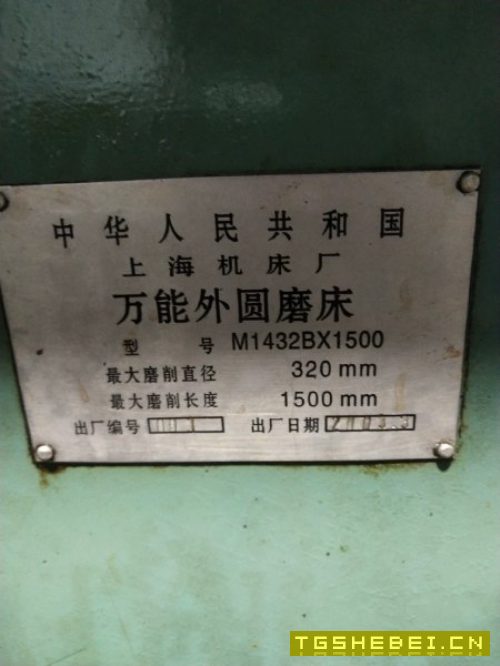 中华人民共和国
上海机床厂
万能外圆磨床
型 号 M1432BX1500
最大磨削直径 320 mm
最大磨削长度 1500 mm
出厂编号 出厂日期 2003.3
TGSHEBEI.CN